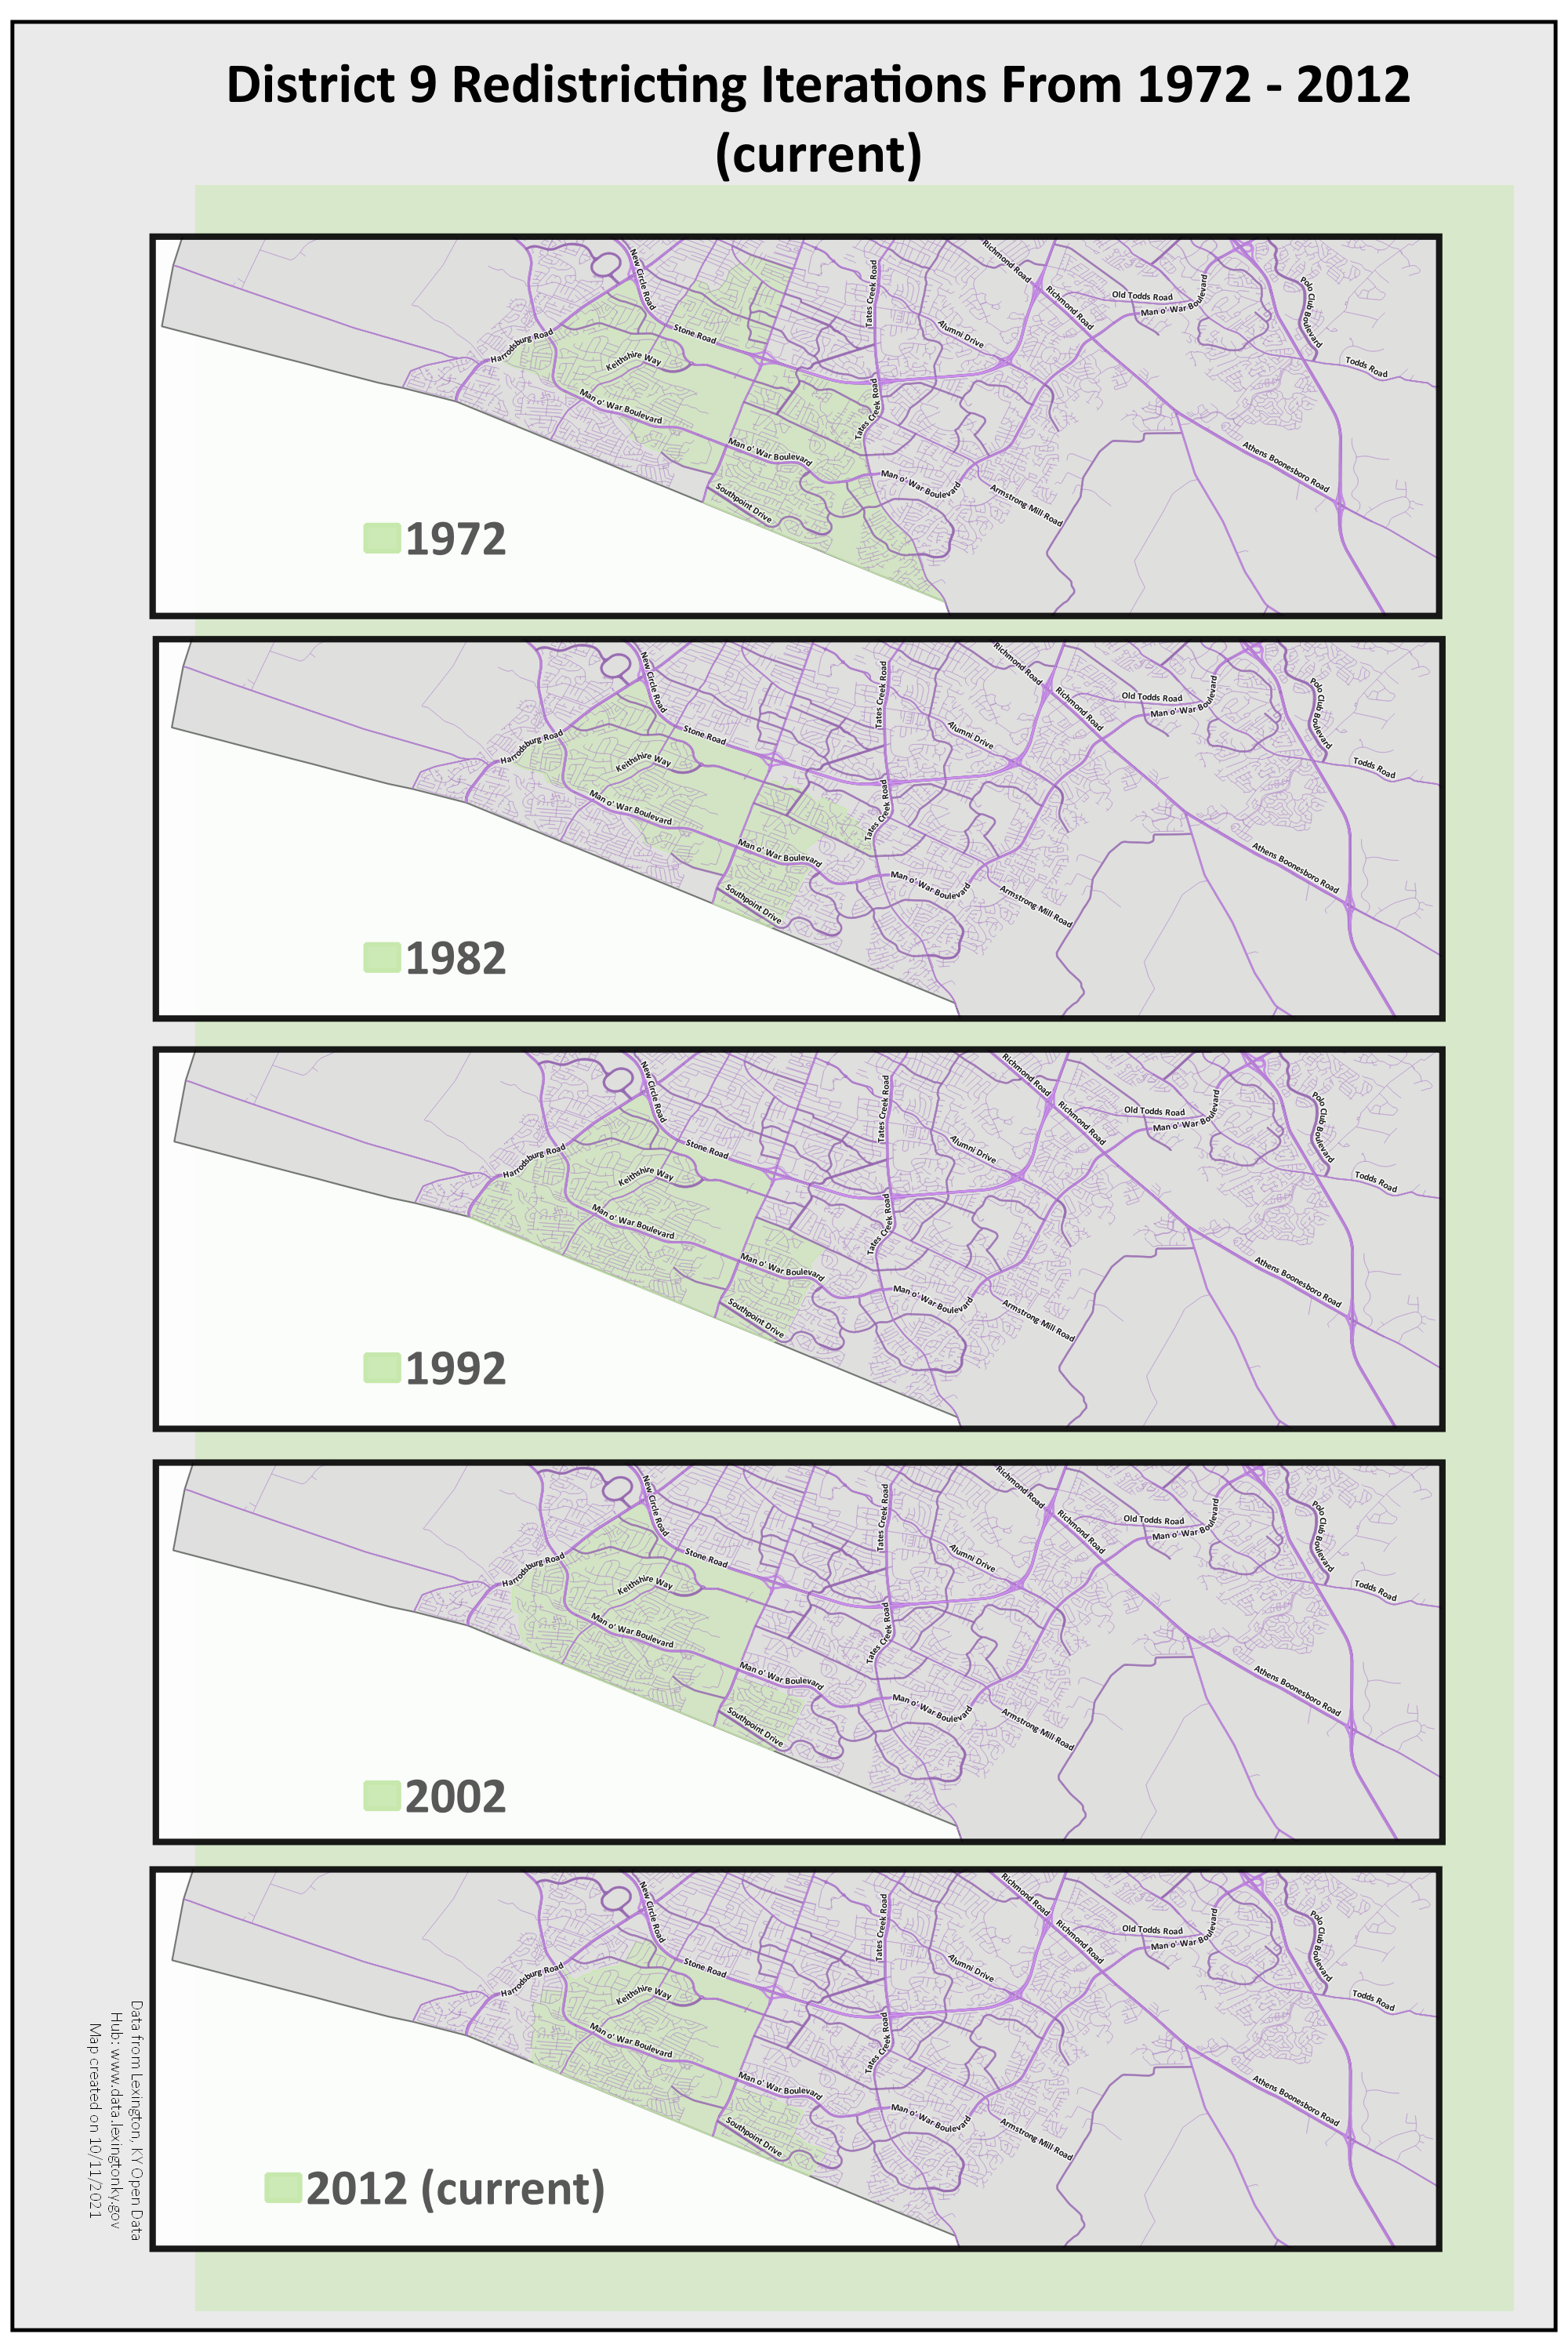 District 9 Redistricting Iterations From 1972 - 2012
(current)
New Circle Road
Richmond Road
Tates Creek Road
Polo Club Boulevard
Richmond Road
Old Todds Road
Man o' War Boulevard
Harrodsburg Road
Stone Road
Alumni Drive
Keithshire Way
Todds Road
Man o' War Boulevard
Tates Creek Road
Man o' War Boulevard
Athens Boonesboro Road
Southpoint Drive
Man o' War Boulevard
Armstrong Mill Road
1972
New Circle Road
Richmond Road
Tates Creek Road
Polo Club Boulevard
Richmond Road
Old Todds Road
Man o' War Boulevard
Harrodsburg Road
Stone Road
Alumni Drive
Keithshire Way
Todds Road
Man o' War Boulevard
Tates Creek Road
Man o' War Boulevard
Athens Boonesboro Road
Southpoint Drive
Man o' War Boulevard
Armstrong Mill Road
1982
New Circle Road
Richmond Road
Tates Creek Road
Polo Club Boulevard
Richmond Road
Old Todds Road
Man o' War Boulevard
Harrodsburg Road
Stone Road
Alumni Drive
Keithshire Way
Todds Road
Man o' War Boulevard
Tates Creek Road
Man o' War Boulevard
Athens Boonesboro Road
Southpoint Drive
Man o' War Boulevard
Armstrong Mill Road
1992
New Circle Road
Richmond Road
Tates Creek Road
Polo Club Boulevard
Richmond Road
Old Todds Road
Man o' War Boulevard
Harrodsburg Road
Stone Road
Alumni Drive
Keithshire Way
Todds Road
Man o' War Boulevard
Tates Creek Road
Man o' War Boulevard
Athens Boonesboro Road
Southpoint Drive
Man o' War Boulevard
Armstrong Mill Road
2002
New Circle Road
Richmond Road
Tates Creek Road
Polo Club Boulevard
Richmond Road
Old Todds Road
Man o' War Boulevard
Harrodsburg Road
Stone Road
Alumni Drive
Keithshire Way
Todds Road
Man o' War Boulevard
Tates Creek Road
Man o' War Boulevard
Athens Boonesboro Road
Southpoint Drive
Man o' War Boulevard
Armstrong Mill Road
2012 (current)
Data from Lexington, KY Open Data
Hub: www.data.lexingtonky.gov
Map created on 10/11/2021